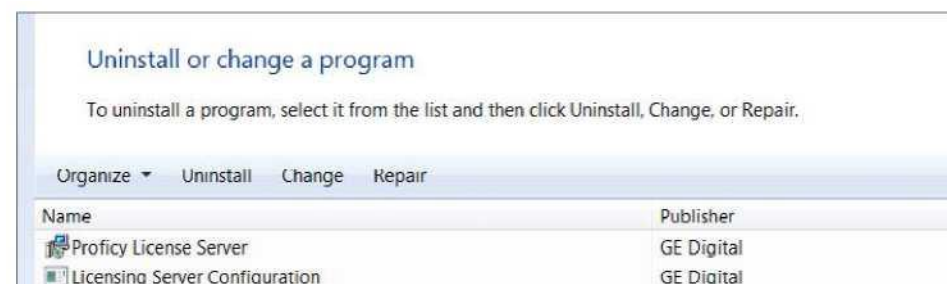 Uninstall or change a program
To uninstall a program, select it from the list and then click Uninstall, Change, or Repair.
Organize Uninstall Change Repair
Name Publisher
Proficy License Server GE Digital
Licensing Server Configuration GE Digital